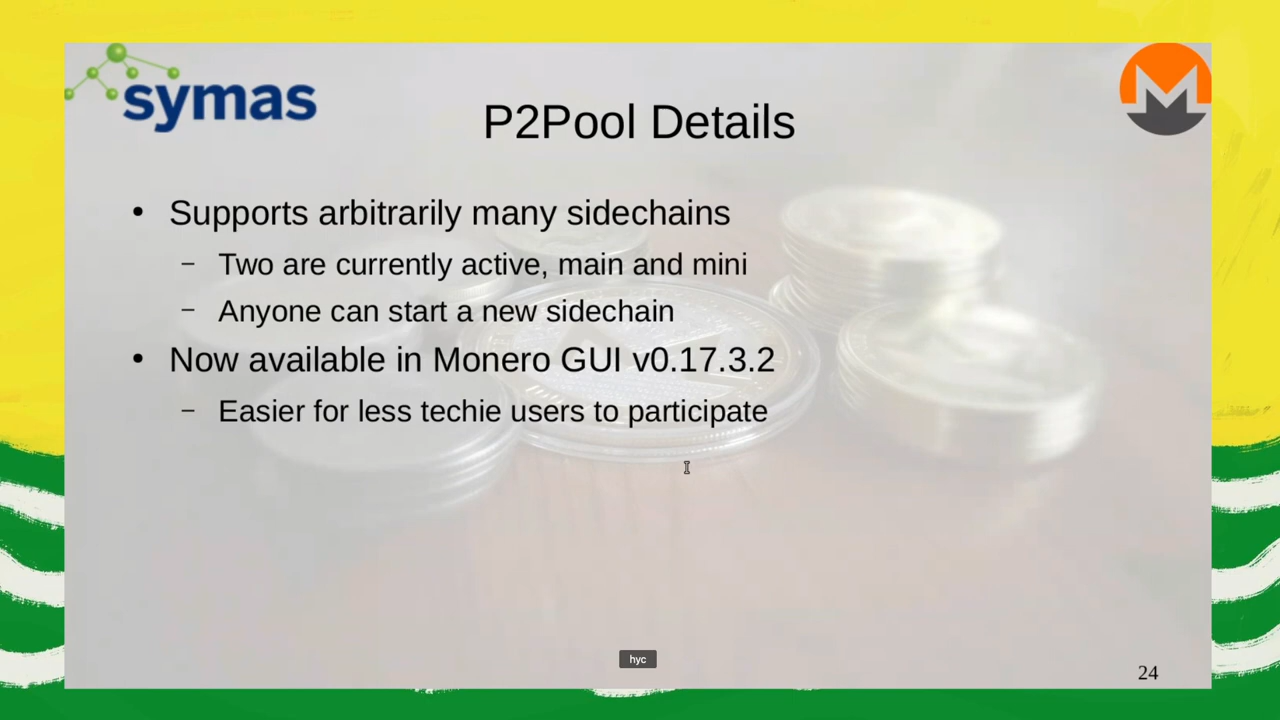 symas
P2Pool Details
• Supports arbitrarily many sidechains
– Two are currently active, main and mini
– Anyone can start a new sidechain
• Now available in Monero GUI v0.17.3.2
– Easier for less techie users to participate
hyc
24